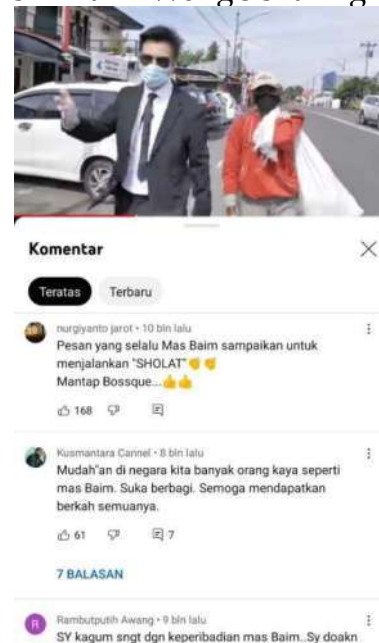 Komentar
Teratas Terbaru
nurgiyanto jarot • 10 bln lalu
Pesan yang selalu Mas Baim sampaikan untuk
menjalankan "SHOLAT"
Mantap Bossque...
168
Kusmantara Cannel • 8 bln lalu
Mudah"an di negara kita banyak orang kaya seperti
mas Baim. Suka berbagi. Semoga mendapatkan
berkah semuanya.
61 7
7 BALASAN
R
Rambutputih Awang • 9 bln lalu
SY kagum sngt dgn keperibadian mas Baim..Sy doakn